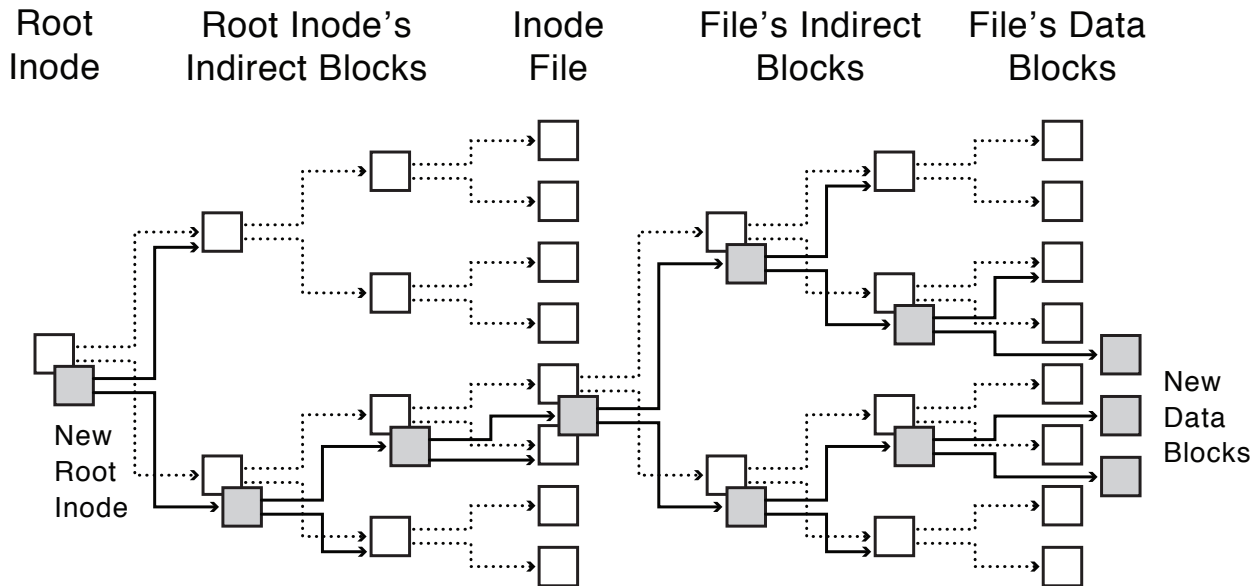 Root
Inode
Root Inode's
Indirect Blocks
Inode
File
File's Indirect
Blocks
File's Data
Blocks
New
Root
Inode
New
Data
Blocks